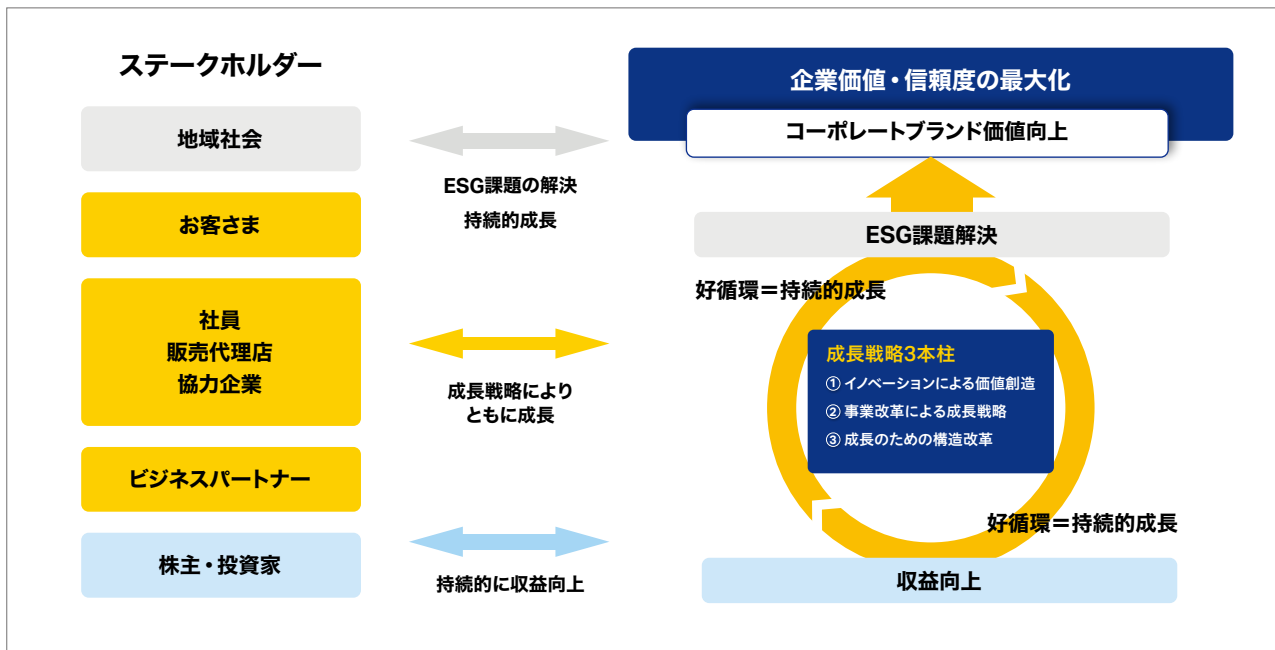 ステークホルダー
地域社会
お客さま
社員
販売代理店
協力企業
ビジネスパートナー
株主・投資家
ESG課題の解決
持続的成長
成長戦略により
ともに成長
持続的に収益向上
企業価値・信頼度の最大化
コーポレートブランド価値向上
ESG課題解決
好循環＝持続的成長
成長戦略3本柱
① イノベーションによる価値創造
② 事業改革による成長戦略
③ 成長のための構造改革
好循環＝持続的成長
収益向上